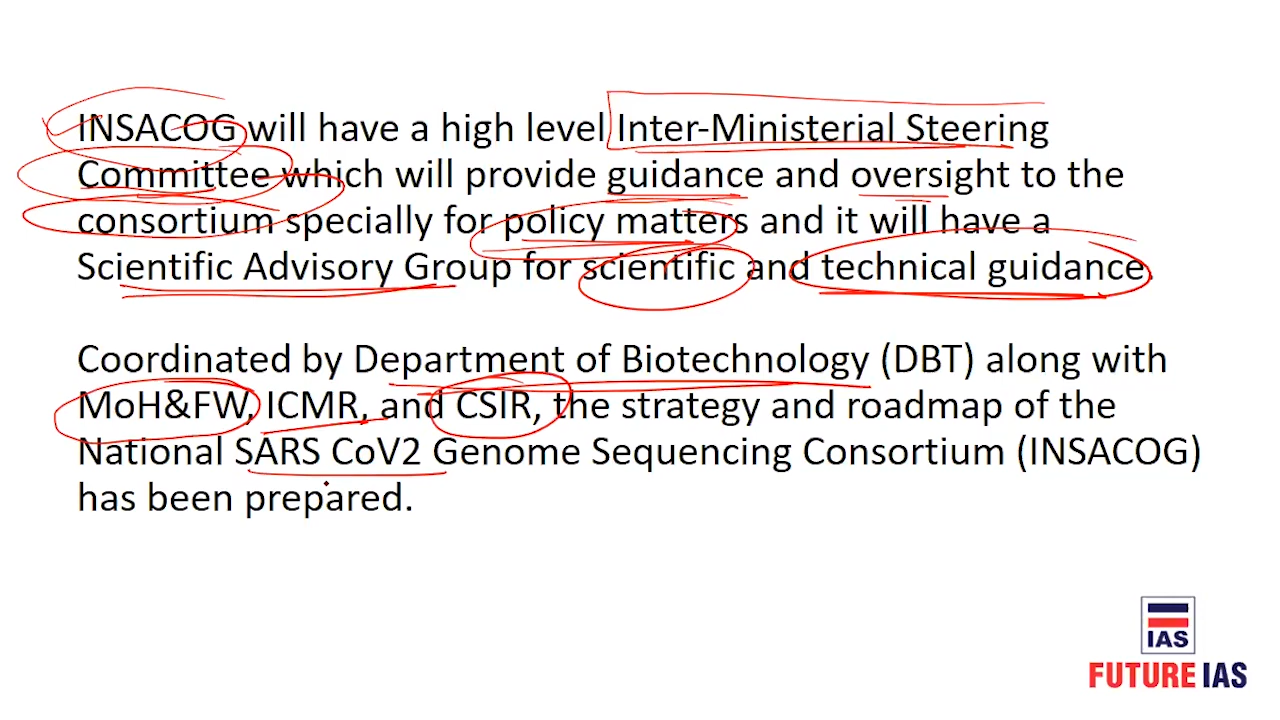 INSACOG will have a high level Inter-Ministerial Steering
Committee which will provide guidance and oversight to the
consortium specially for policy matters and it will have a
Scientific Advisory Group for scientific and technical guidance.
Coordinated by Department of Biotechnology (DBT) along with
MoH&FW, ICMR, and CSIR, the strategy and roadmap of the
National SARS CoV2 Genome Sequencing Consortium (INSACOG)
has been prepared.
IAS
FUTURE IAS